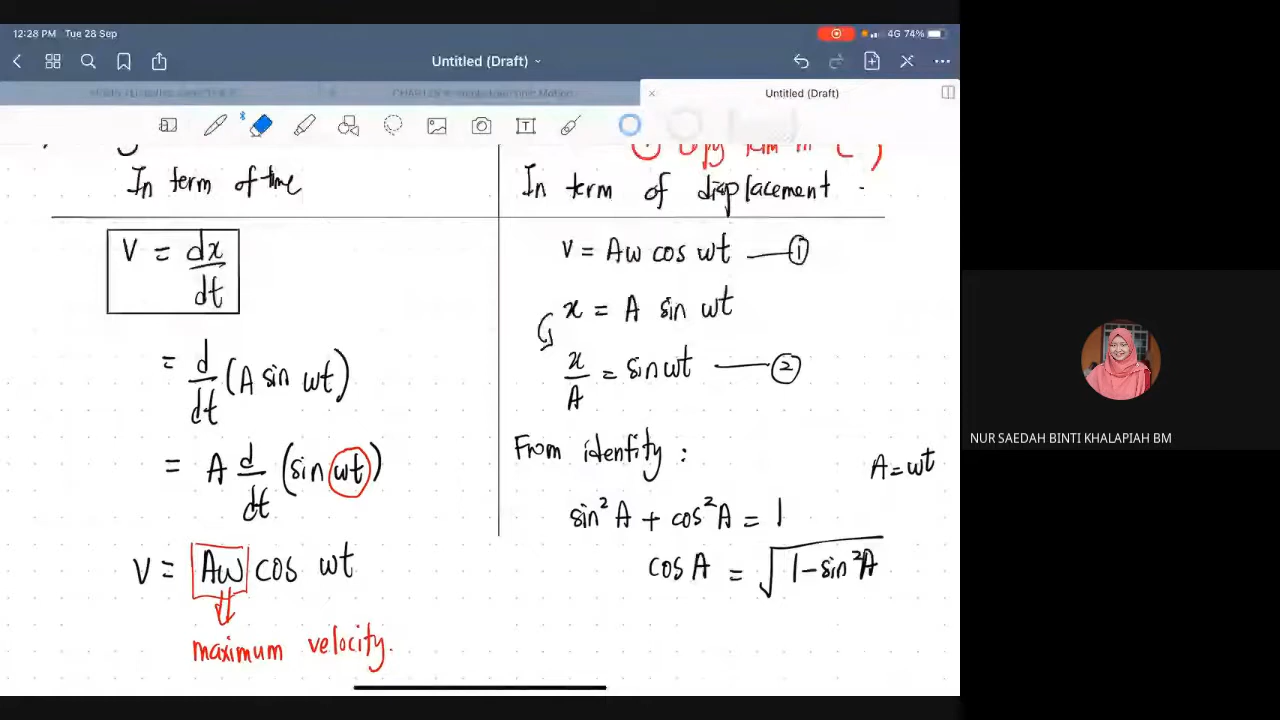 12:28 PM Tue 28 Sep
4G 74%
Untitled (Draft)
Untitled (Draft)
In term of time
V = dx/dt
= d/dt (A sin wt)
= A d/dt (sin wt)
V = Aw cos wt
maximum velocity.
In term of displacement
V = Aw cos wt —— ①
x = A sin wt
x/A = sin wt —— ②
From identity :
A = wt
sin²A + cos²A = 1
cos A = √1 − sin²A
NUR SAEDAH BINTI KHALAPIAH BM